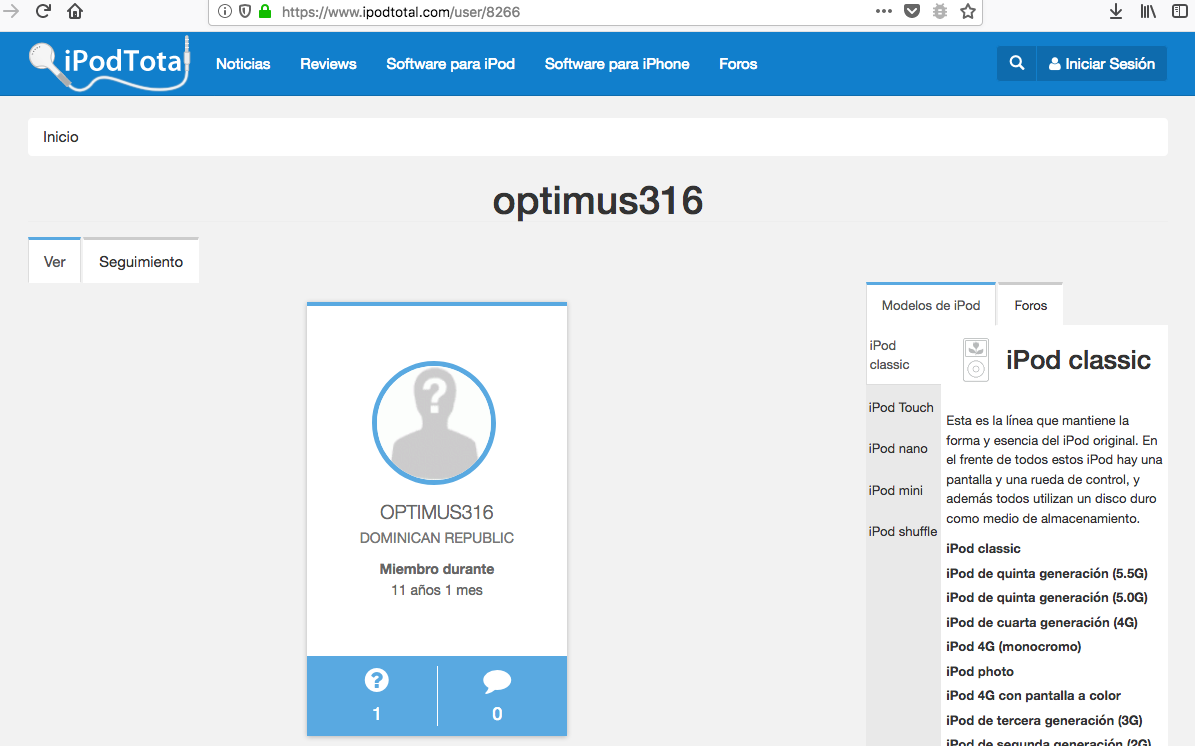 https://www.ipodtotal.com/user/8266
iPodTotal
Noticias
Reviews
Software para iPod
Software para iPhone
Foros
Iniciar Sesión
Inicio
optimus316
Ver
Seguimiento
?
OPTIMUS316
DOMINICAN REPUBLIC
Miembro durante
11 años 1 mes
?
1
0
Modelos de iPod
Foros
iPod
classic
iPod Touch
iPod nano
iPod mini
iPod shuffle
iPod classic
Esta es la línea que mantiene la
forma y esencia del iPod original. En
el frente de todos estos iPod hay una
pantalla y una rueda de control, y
además todos utilizan un disco duro
como medio de almacenamiento.
iPod classic
iPod de quinta generación (5.5G)
iPod de quinta generación (5.0G)
iPod de cuarta generación (4G)
iPod 4G (monocromo)
iPod photo
iPod 4G con pantalla a color
iPod de tercera generación (3G)
iPod de segunda generación (2G)